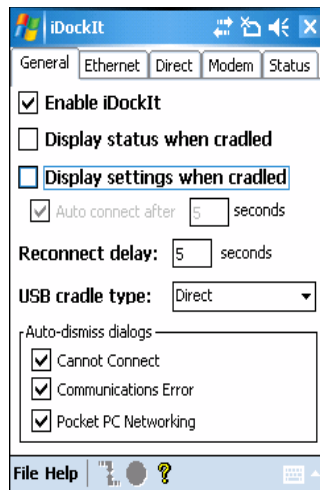 iDockIt
General Ethernet Direct Modem Status
Enable iDockIt
Display status when cradled
Display settings when cradled
Auto connect after 5 seconds
Reconnect delay: 5 seconds
USB cradle type: Direct
Auto-dismiss dialogs
Cannot Connect
Communications Error
Pocket PC Networking
File Help